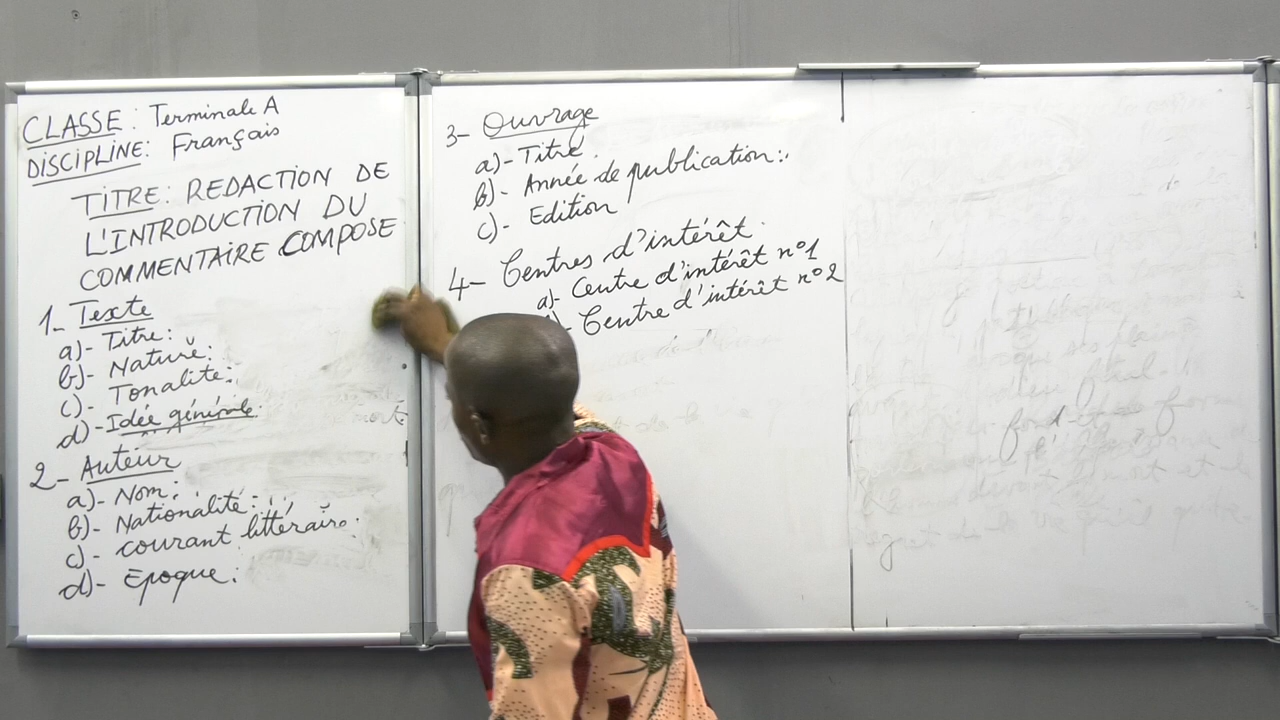 CLASSE : Terminale A
DISCIPLINE : Français
TITRE : REDACTION DE
L'INTRODUCTION DU
COMMENTAIRE COMPOSE
1- Texte
a)- Titre :
b)- Nature :
c)- Tonalité :
d)- Idée générale
2- Auteur
a)- Nom :
b)- Nationalité :
c)- courant littéraire.
d)- Epoque :
3- Ouvrage
a)- Titre.
b)- Année de publication :
c)- Edition
4- Centres d'intérêt.
a)- Centre d'intérêt n°1
- Centre d'intérêt n°2